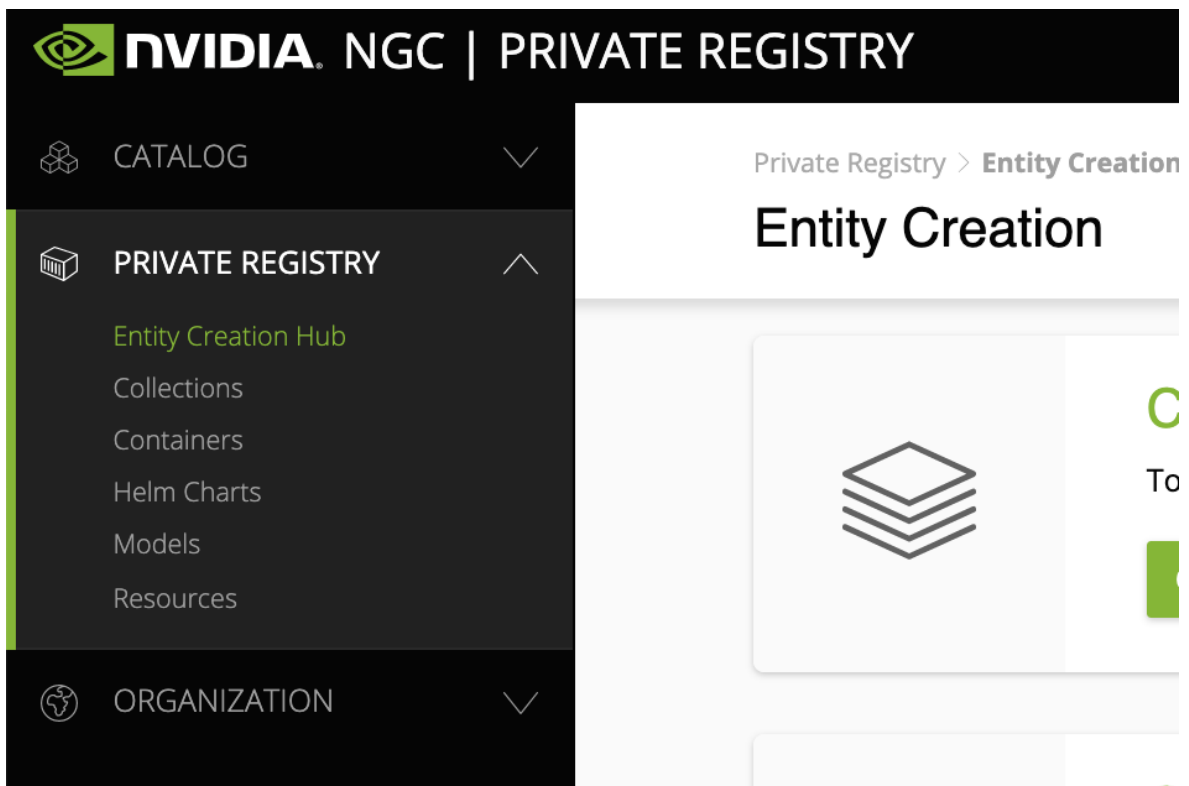 NVIDIA. NGC | PRIVATE REGISTRY
CATALOG
PRIVATE REGISTRY
Entity Creation Hub
Collections
Containers
Helm Charts
Models
Resources
ORGANIZATION
Private Registry > Entity Creation
Entity Creation
C
To